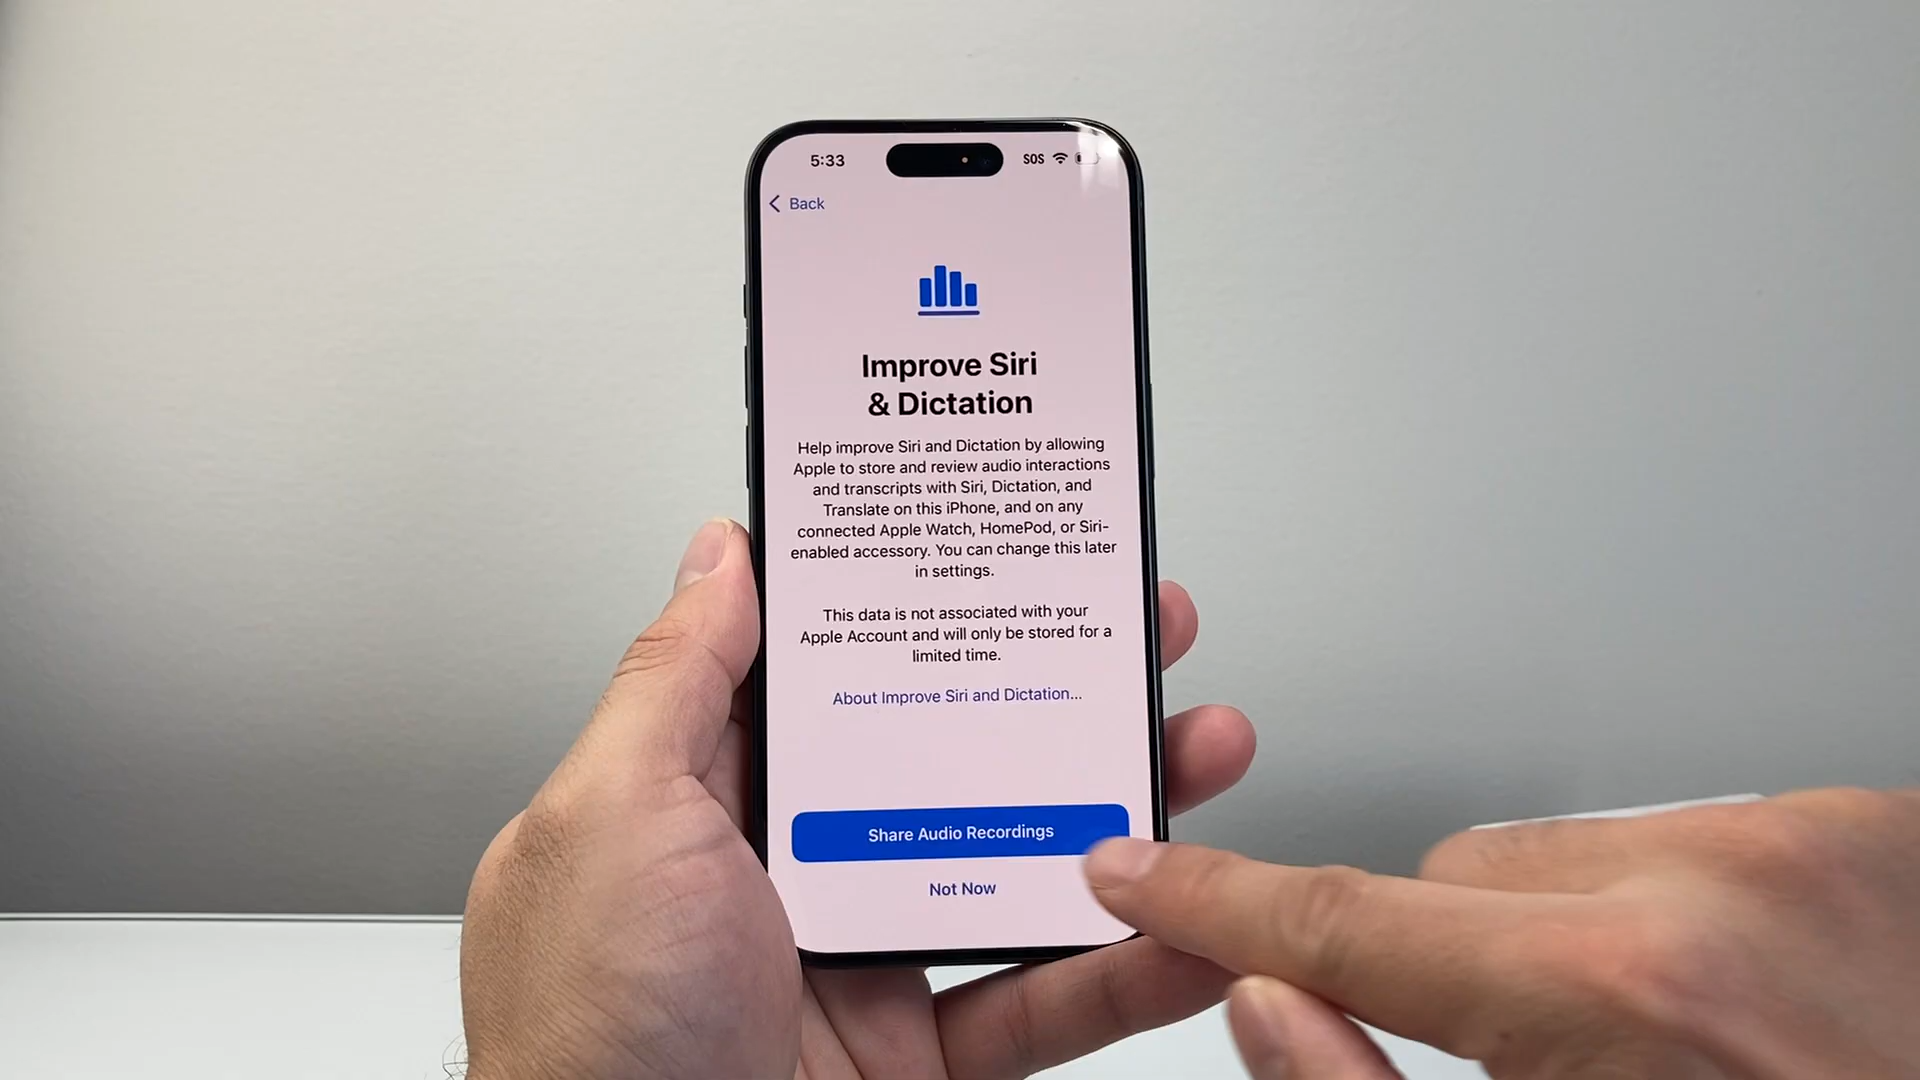 5:33
SOS
Back
Improve Siri
& Dictation
Help improve Siri and Dictation by allowing
Apple to store and review audio interactions
and transcripts with Siri, Dictation, and
Translate on this iPhone, and on any
connected Apple Watch, HomePod, or Siri-
enabled accessory. You can change this later
in settings.
This data is not associated with your
Apple Account and will only be stored for a
limited time.
About Improve Siri and Dictation...
Share Audio Recordings
Not Now